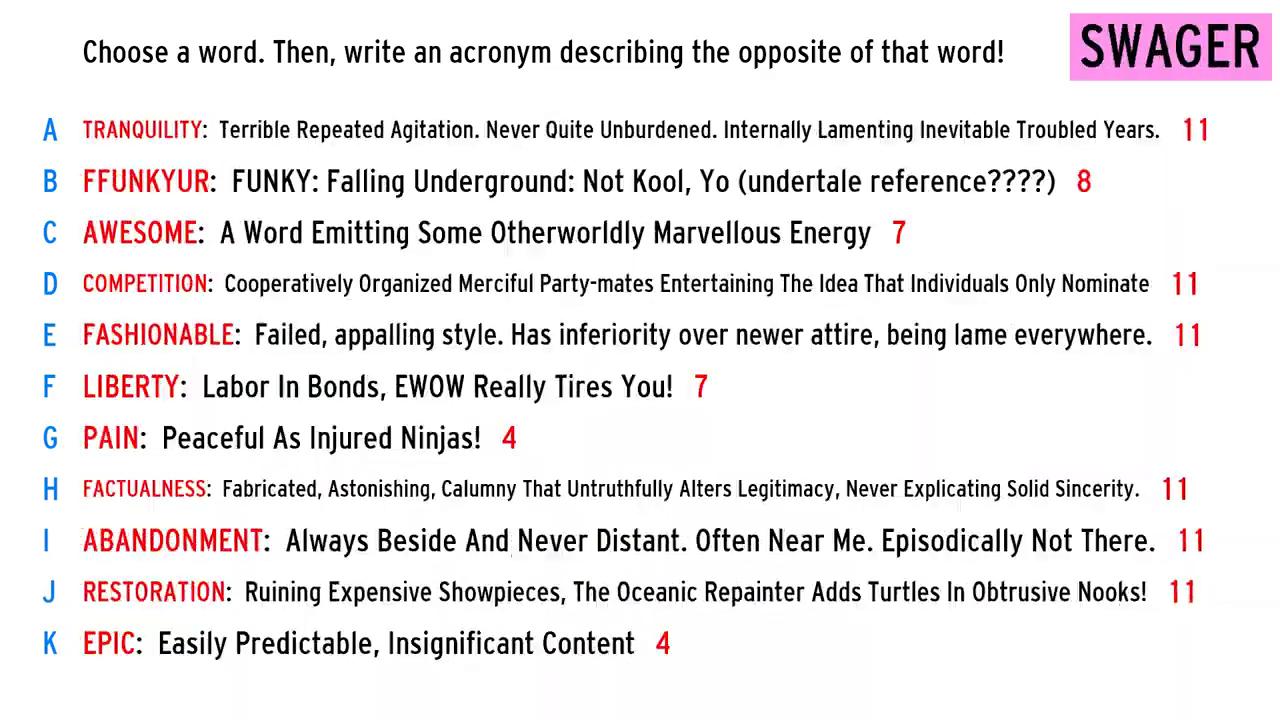 Choose a word. Then, write an acronym describing the opposite of that word!
SWAGER
A TRANQUILITY: Terrible Repeated Agitation. Never Quite Unburdened. Internally Lamenting Inevitable Troubled Years. 11
B FFUNKYUR: FUNKY: Falling Underground: Not Kool, Yo (undertale reference????) 8
C AWESOME: A Word Emitting Some Otherworldly Marvellous Energy 7
D COMPETITION: Cooperatively Organized Merciful Party-mates Entertaining The Idea That Individuals Only Nominate 11
E FASHIONABLE: Failed, appalling style. Has inferiority over newer attire, being lame everywhere. 11
F LIBERTY: Labor In Bonds, EWOW Really Tires You! 7
G PAIN: Peaceful As Injured Ninjas! 4
H FACTUALNESS: Fabricated, Astonishing, Calumny That Untruthfully Alters Legitimacy, Never Explicating Solid Sincerity. 11
I ABANDONMENT: Always Beside And Never Distant. Often Near Me. Episodically Not There. 11
J RESTORATION: Ruining Expensive Showpieces, The Oceanic Repainter Adds Turtles In Obtrusive Nooks! 11
K EPIC: Easily Predictable, Insignificant Content 4